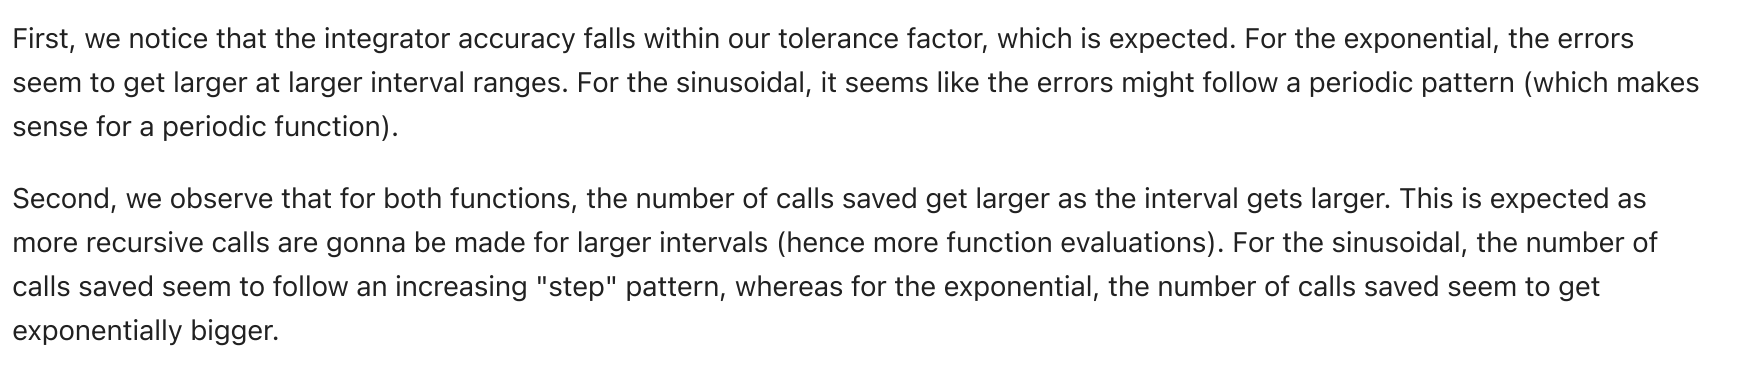 First, we notice that the integrator accuracy falls within our tolerance factor, which is expected. For the exponential, the errors
seem to get larger at larger interval ranges. For the sinusoidal, it seems like the errors might follow a periodic pattern (which makes
sense for a periodic function).
Second, we observe that for both functions, the number of calls saved get larger as the interval gets larger. This is expected as
more recursive calls are gonna be made for larger intervals (hence more function evaluations). For the sinusoidal, the number of
calls saved seem to follow an increasing "step" pattern, whereas for the exponential, the number of calls saved seem to get
exponentially bigger.